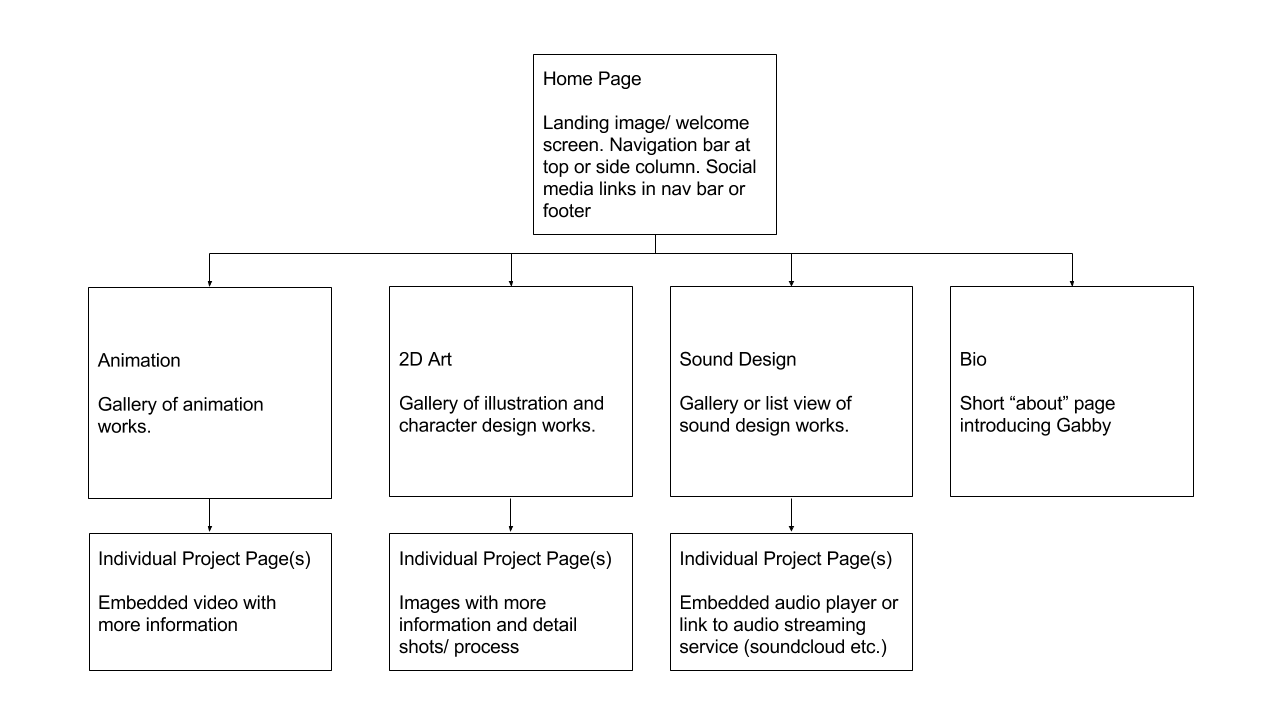 Home Page
Landing image/ welcome
screen. Navigation bar at
top or side column. Social
media links in nav bar or
footer
Animation
Gallery of animation
works.
2D Art
Gallery of illustration and
character design works.
Sound Design
Gallery or list view of
sound design works.
Bio
Short “about” page
introducing Gabby
Individual Project Page(s)
Embedded video with
more information
Individual Project Page(s)
Images with more
information and detail
shots/ process
Individual Project Page(s)
Embedded audio player or
link to audio streaming
service (soundcloud etc.)